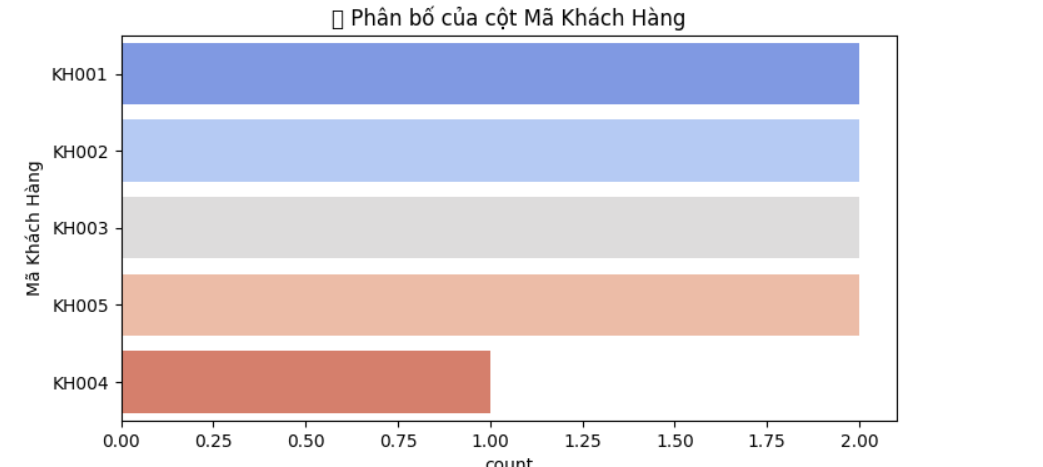 Phân bố của cột Mã Khách Hàng
Mã Khách Hàng
KH001
KH002
KH003
KH005
KH004
0.00 0.25 0.50 0.75 1.00 1.25 1.50 1.75 2.00
count